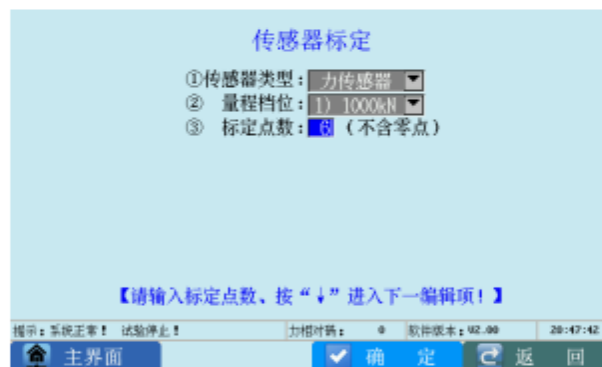 传感器标定
①传感器类型：力传感器
② 量程档位：1) 1000kN
③ 标定点数：6（不含零点）
【请输入标定点数、按“↓”进入下一编辑项！】
提示：系统正常！ 试验停止！ 力相对码： 0 软件版本：V2.00 20:47:42
主界面 确 定 返 回